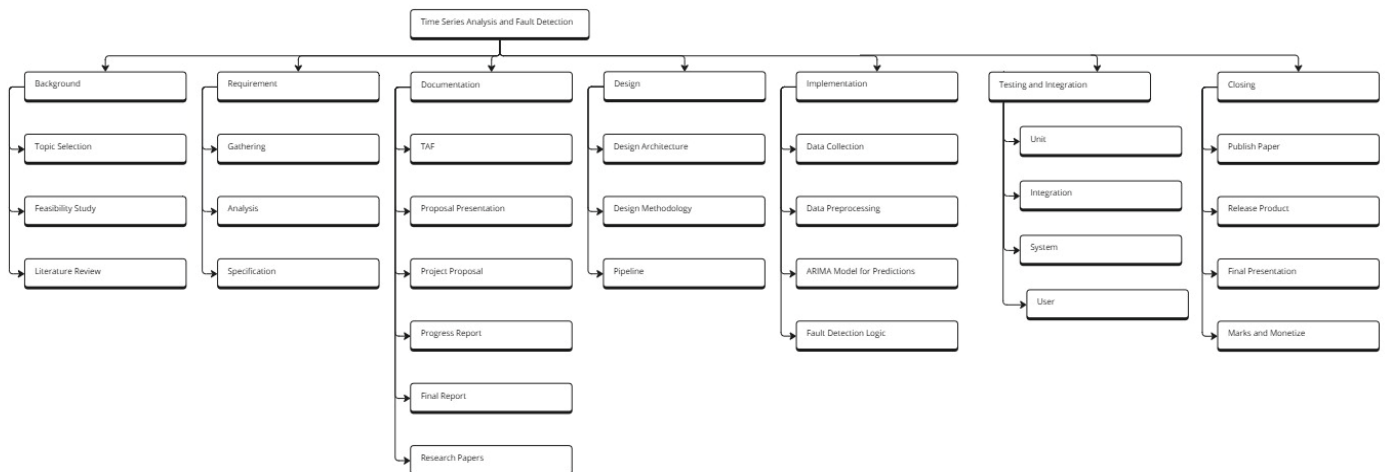 Time Series Analysis and Fault Detection
Background
Requirement
Documentation
Design
Implementation
Testing and Integration
Closing
Topic Selection
Feasibility Study
Literature Review
Gathering
Analysis
Specification
TAF
Proposal Presentation
Project Proposal
Progress Report
Final Report
Research Papers
Design Architecture
Design Methodology
Pipeline
Data Collection
Data Preprocessing
ARIMA Model for Predictions
Fault Detection Logic
Unit
Integration
System
User
Publish Paper
Release Product
Final Presentation
Marks and Monetize